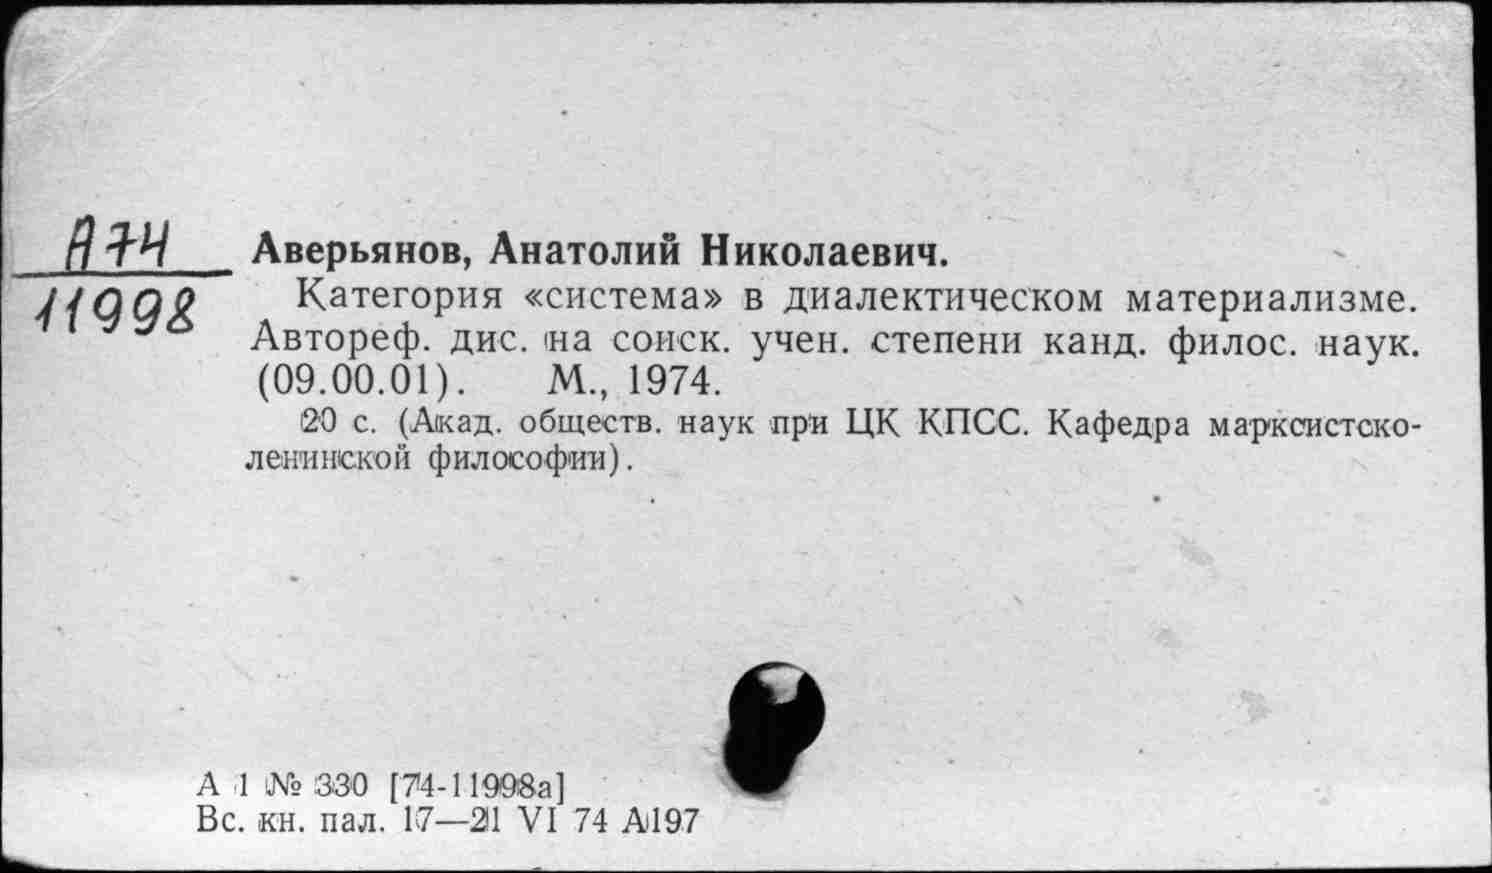 А74
11998
Аверьянов, Анатолий Николаевич.
Категория «система» в диалектическом материализме.
Автореф. дис. на соиск. учен. степени канд. филос. наук.
(09.00.01). М., 1974.
20 с. (Акад. обществ. наук при ЦК КПСС. Кафедра марксистско-
ленинской философии).
А 1 № 330 [74-11998а]
Вс. кн. пал. 17—21 VI 74 А197